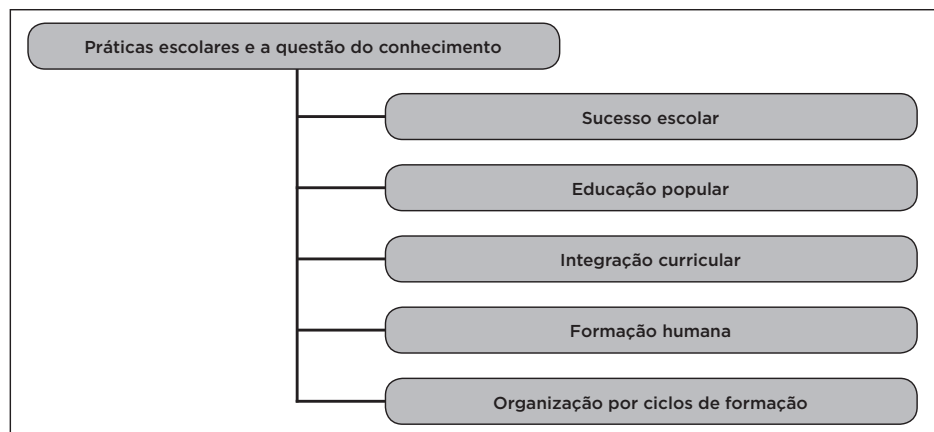 Práticas escolares e a questão do conhecimento
Sucesso escolar
Educação popular
Integração curricular
Formação humana
Organização por ciclos de formação